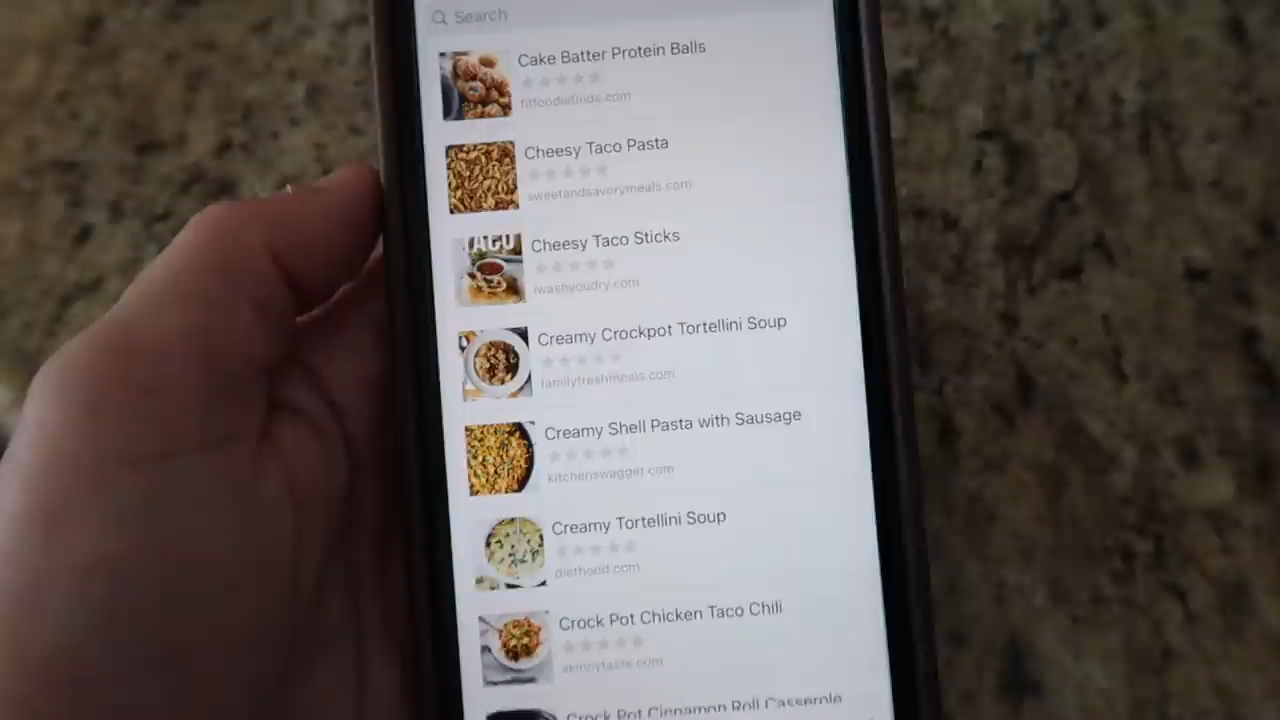 Search
Cake Batter Protein Balls
fitfoodiefinds.com
Cheesy Taco Pasta
sweetandsavorymeals.com
TACO
Cheesy Taco Sticks
iwashyoudry.com
Creamy Crockpot Tortellini Soup
familyfreshmeals.com
Creamy Shell Pasta with Sausage
kitchenswagger.com
Creamy Tortellini Soup
diethood.com
Crock Pot Chicken Taco Chili
skinnytaste.com
Crock Pot Cinnamon Roll Casserole